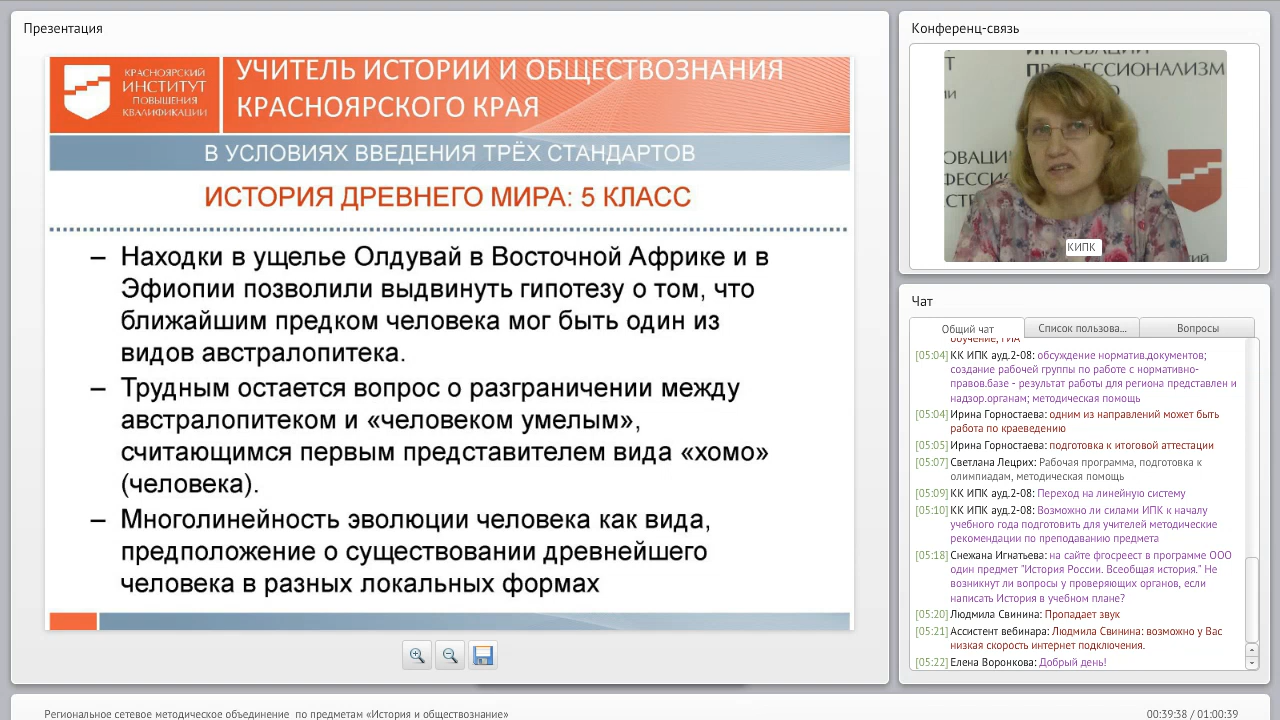 Презентация
КРАСНОЯРСКИЙ
ИНСТИТУТ
ПОВЫШЕНИЯ
КВАЛИФИКАЦИИ
УЧИТЕЛЬ ИСТОРИИ И ОБЩЕСТВОЗНАНИЯ
КРАСНОЯРСКОГО КРАЯ
В УСЛОВИЯХ ВВЕДЕНИЯ ТРЁХ СТАНДАРТОВ
ИСТОРИЯ ДРЕВНЕГО МИРА: 5 КЛАСС
– Находки в ущелье Олдувай в Восточной Африке и в
Эфиопии позволили выдвинуть гипотезу о том, что
ближайшим предком человека мог быть один из
видов австралопитека.
– Трудным остается вопрос о разграничении между
австралопитеком и «человеком умелым»,
считающимся первым представителем вида «хомо»
(человека).
– Многолинейность эволюции человека как вида,
предположение о существовании древнейшего
человека в разных локальных формах
Конференц-связь
ПРОФЕССИОНАЛИЗМ
КИПК
Чат
Общий чат
Список пользова...
Вопросы
обучение, ГИА
[05:04] КК ИПК ауд.2-08: обсуждение норматив.документов;
создание рабочей группы по работе с нормативно-
правов.базе - результат работы для региона представлен и
надзор.органам; методическая помощь
[05:04] Ирина Горностаева: одним из направлений может быть
работа по краеведению
[05:05] Ирина Горностаева: подготовка к итоговой аттестации
[05:07] Светлана Лецрих: Рабочая программа, подготовка к
олимпиадам, методическая помощь
[05:09] КК ИПК ауд.2-08: Переход на линейную систему
[05:10] КК ИПК ауд.2-08: Возможно ли силами ИПК к началу
учебного года подготовить для учителей методические
рекомендации по преподаванию предмета
[05:18] Снежана Игнатьева: на сайте фгосреест в программе ООО
один предмет "История России. Всеобщая история." Не
возникнут ли вопросы у проверяющих органов, если
написать История в учебном плане?
[05:20] Людмила Свинина: Пропадает звук
[05:21] Ассистент вебинара: Людмила Свинина: возможно у Вас
низкая скорость интернет подключения.
[05:22] Елена Воронкова: Добрый день!
Региональное сетевое методическое объединение по предметам «История и обществознание»
00:39:38 / 01:00:39